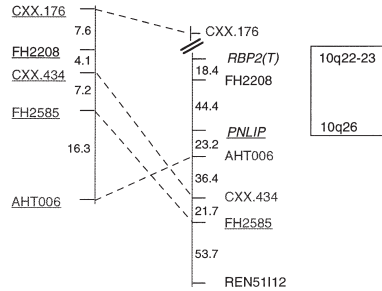 CXX.176
7.6
FH2208
4.1
CXX.434
7.2
FH2585
16.3
AHT006
CXX.176
RBP2(T)
18.4
FH2208
44.4
PNLIP
23.2
AHT006
36.4
CXX.434
21.7
FH2585
53.7
REN51I12
10q22-23
10q26